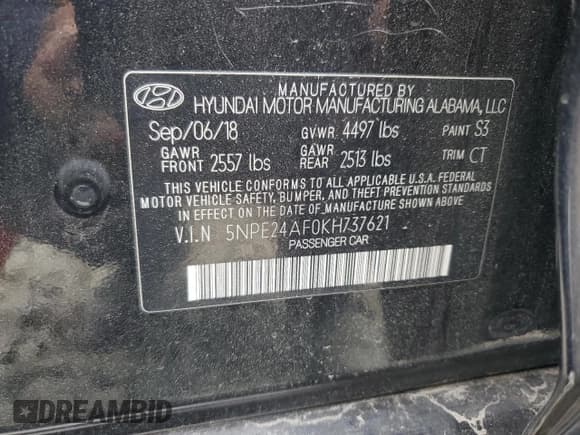 MANUFACTURED BY
HYUNDAI MOTOR MANUFACTURING ALABAMA, LLC
Sep/06/18 GVWR 4497 lbs PAINT S3
GAWR FRONT 2557 lbs GAWR REAR 2513 lbs TRIM CT
THIS VEHICLE CONFORMS TO ALL APPLICABLE U.S.A. FEDERAL
MOTOR VEHICLE SAFETY, BUMPER, AND THEFT PREVENTION STANDARDS
IN EFFECT ON THE DATE OF MANUFACTURE SHOWN ABOVE.
V.I.N 5NPE24AF0KH737621
PASSENGER CAR
DREAMBID